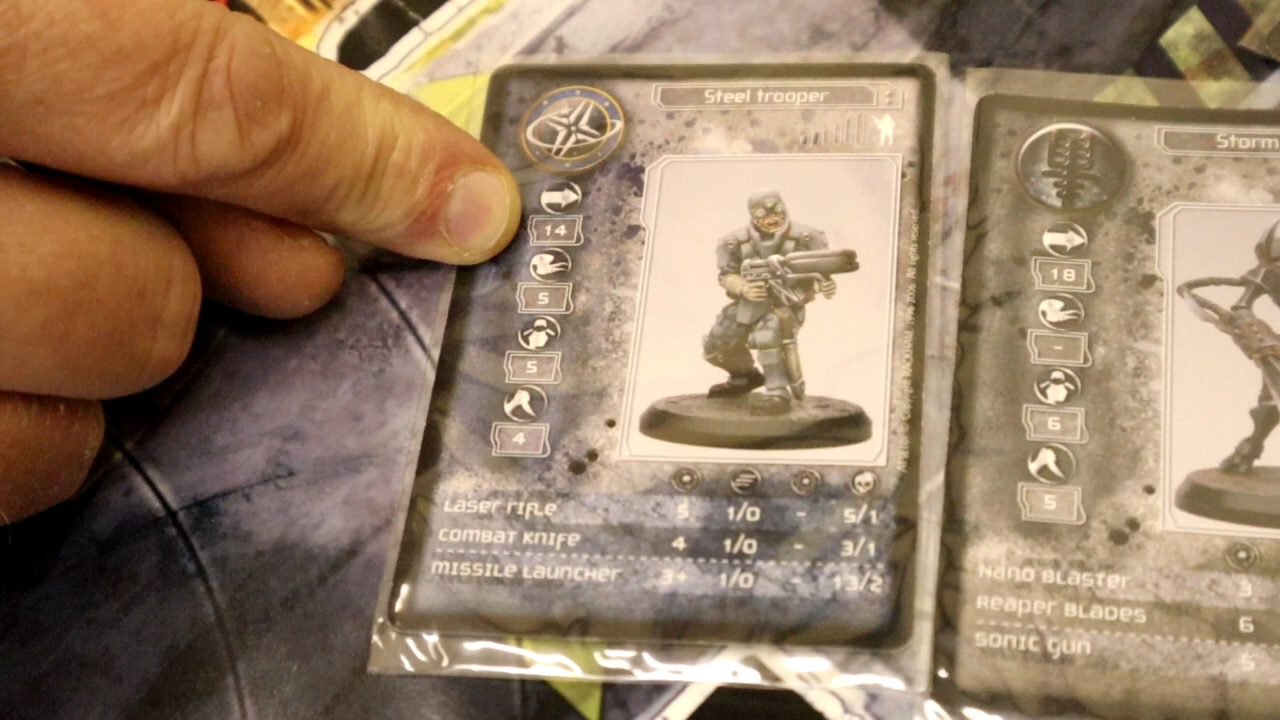 Steel trooper
14
5
5
4
Laser rifle 5 1/0 - 5/1
Combat knife 4 1/0 - 3/1
Missile launcher 3+ 1/0 - 13/2
Storm
18
-
6
5
Nano blaster 3
Reaper blades 6
Sonic gun 5